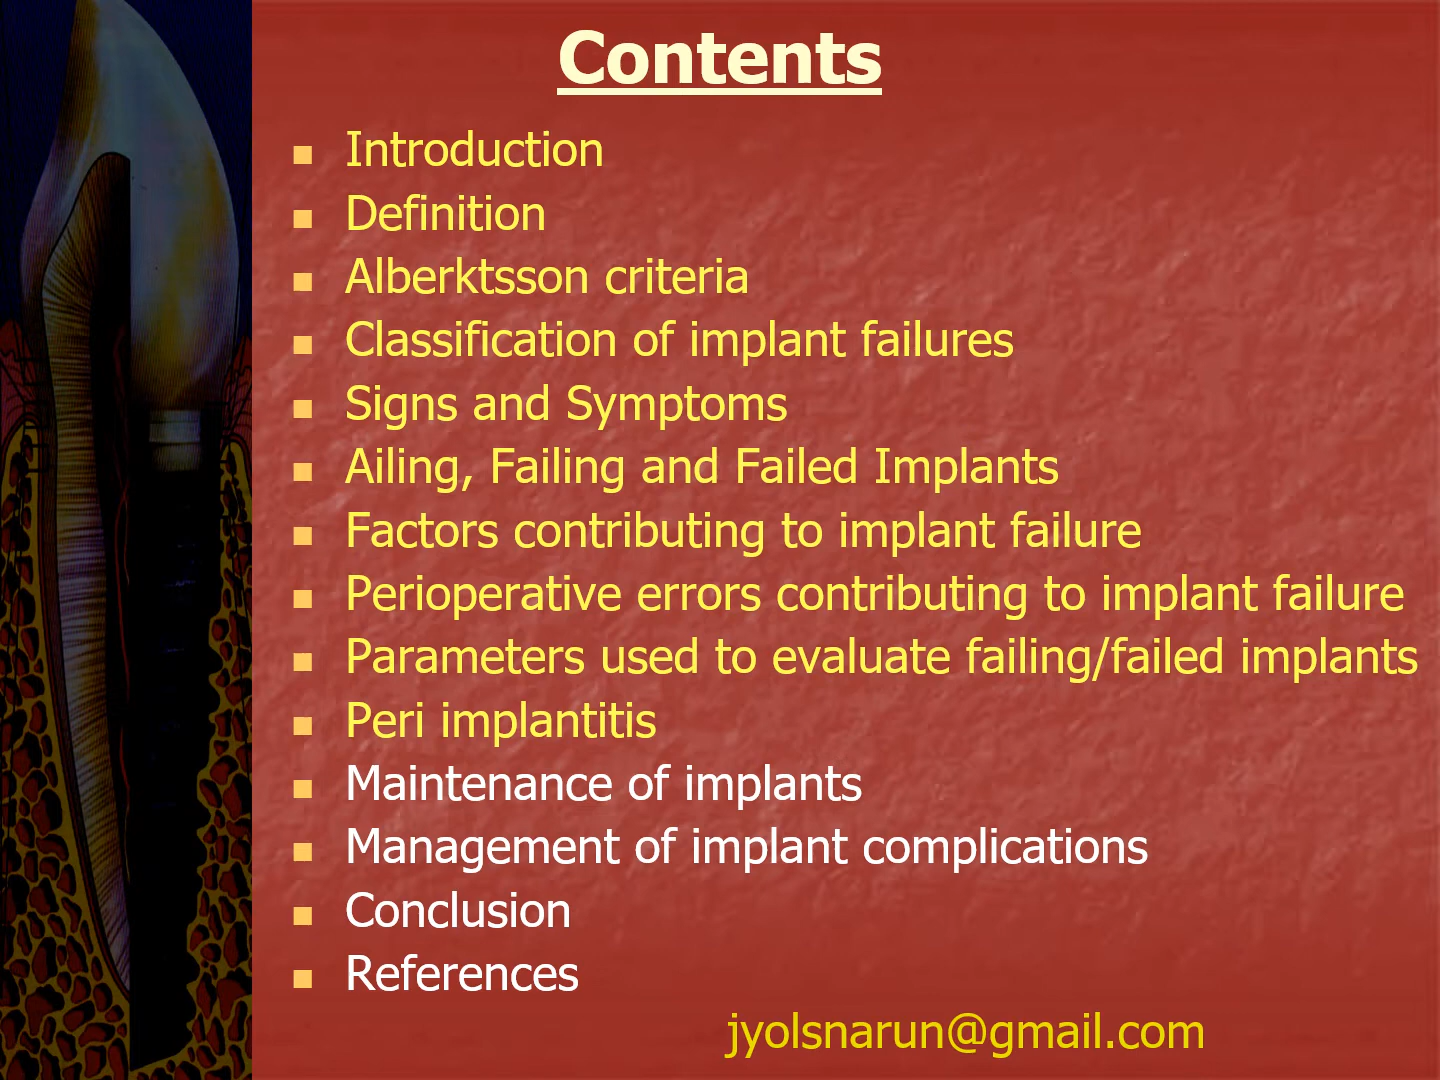 Contents
Introduction
Definition
Alberktsson criteria
Classification of implant failures
Signs and Symptoms
Ailing, Failing and Failed Implants
Factors contributing to implant failure
Perioperative errors contributing to implant failure
Parameters used to evaluate failing/failed implants
Peri implantitis
Maintenance of implants
Management of implant complications
Conclusion
References
jyolsnarun@gmail.com